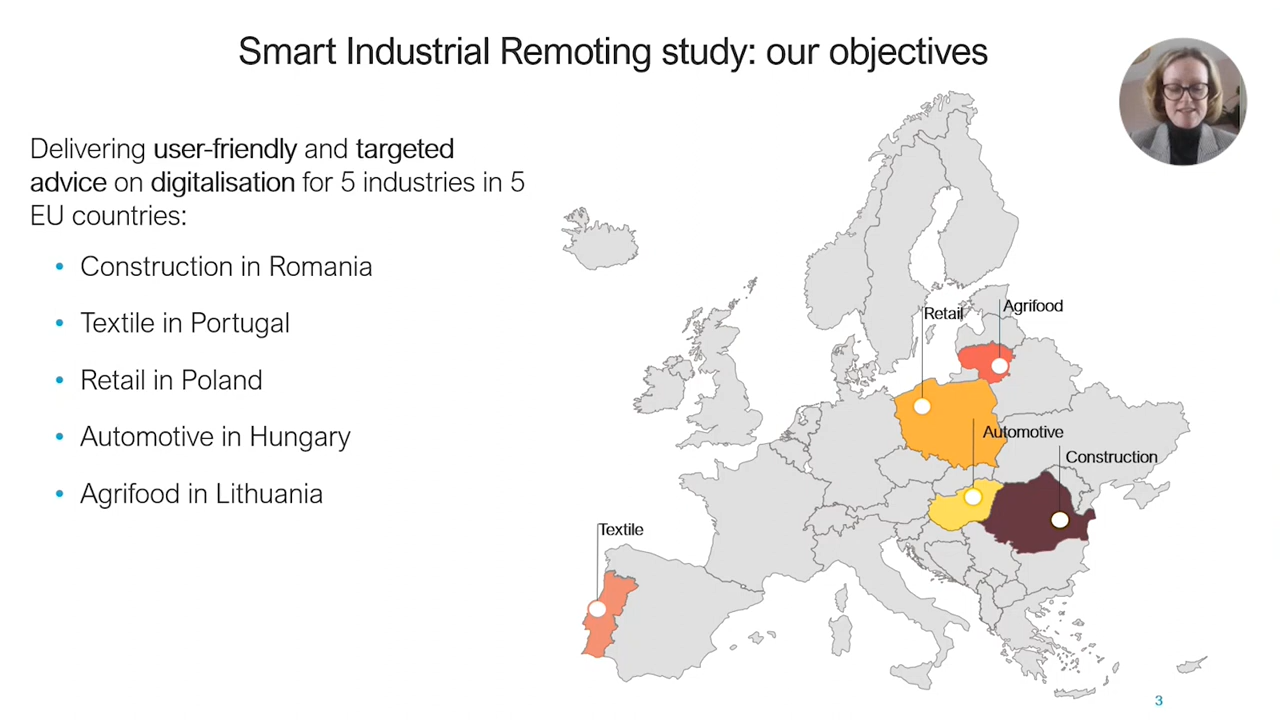 Smart Industrial Remoting study: our objectives
Delivering user-friendly and targeted
advice on digitalisation for 5 industries in 5
EU countries:
• Construction in Romania
• Textile in Portugal
• Retail in Poland
• Automotive in Hungary
• Agrifood in Lithuania
Agrifood
Retail
Automotive
Construction
Textile
3